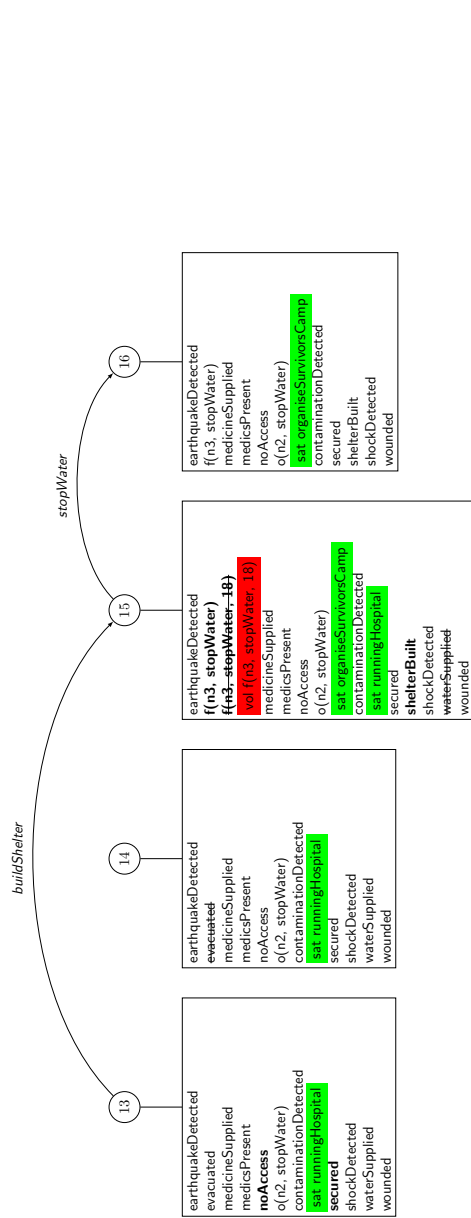 buildShelter
stopWater
13
14
15
16
earthquakeDetected
evacuated
medicineSupplied
medicsPresent
noAccess
o(n2, stopWater)
contaminationDetected
sat runningHospital
secured
shockDetected
waterSupplied
wounded
earthquakeDetected
evacuated
medicineSupplied
medicsPresent
noAccess
o(n2, stopWater)
contaminationDetected
sat runningHospital
secured
shockDetected
waterSupplied
wounded
earthquakeDetected
f(n3, stopWater)
f(n3, stopWater, 18)
vol f(n3, stopWater, 18)
medicineSupplied
medicsPresent
noAccess
o(n2, stopWater)
sat organiseSurvivorsCamp
contaminationDetected
sat runningHospital
secured
shelterBuilt
shockDetected
waterSupplied
wounded
earthquakeDetected
f(n3, stopWater)
medicineSupplied
medicsPresent
noAccess
o(n2, stopWater)
sat organiseSurvivorsCamp
contaminationDetected
secured
shelterBuilt
shockDetected
wounded